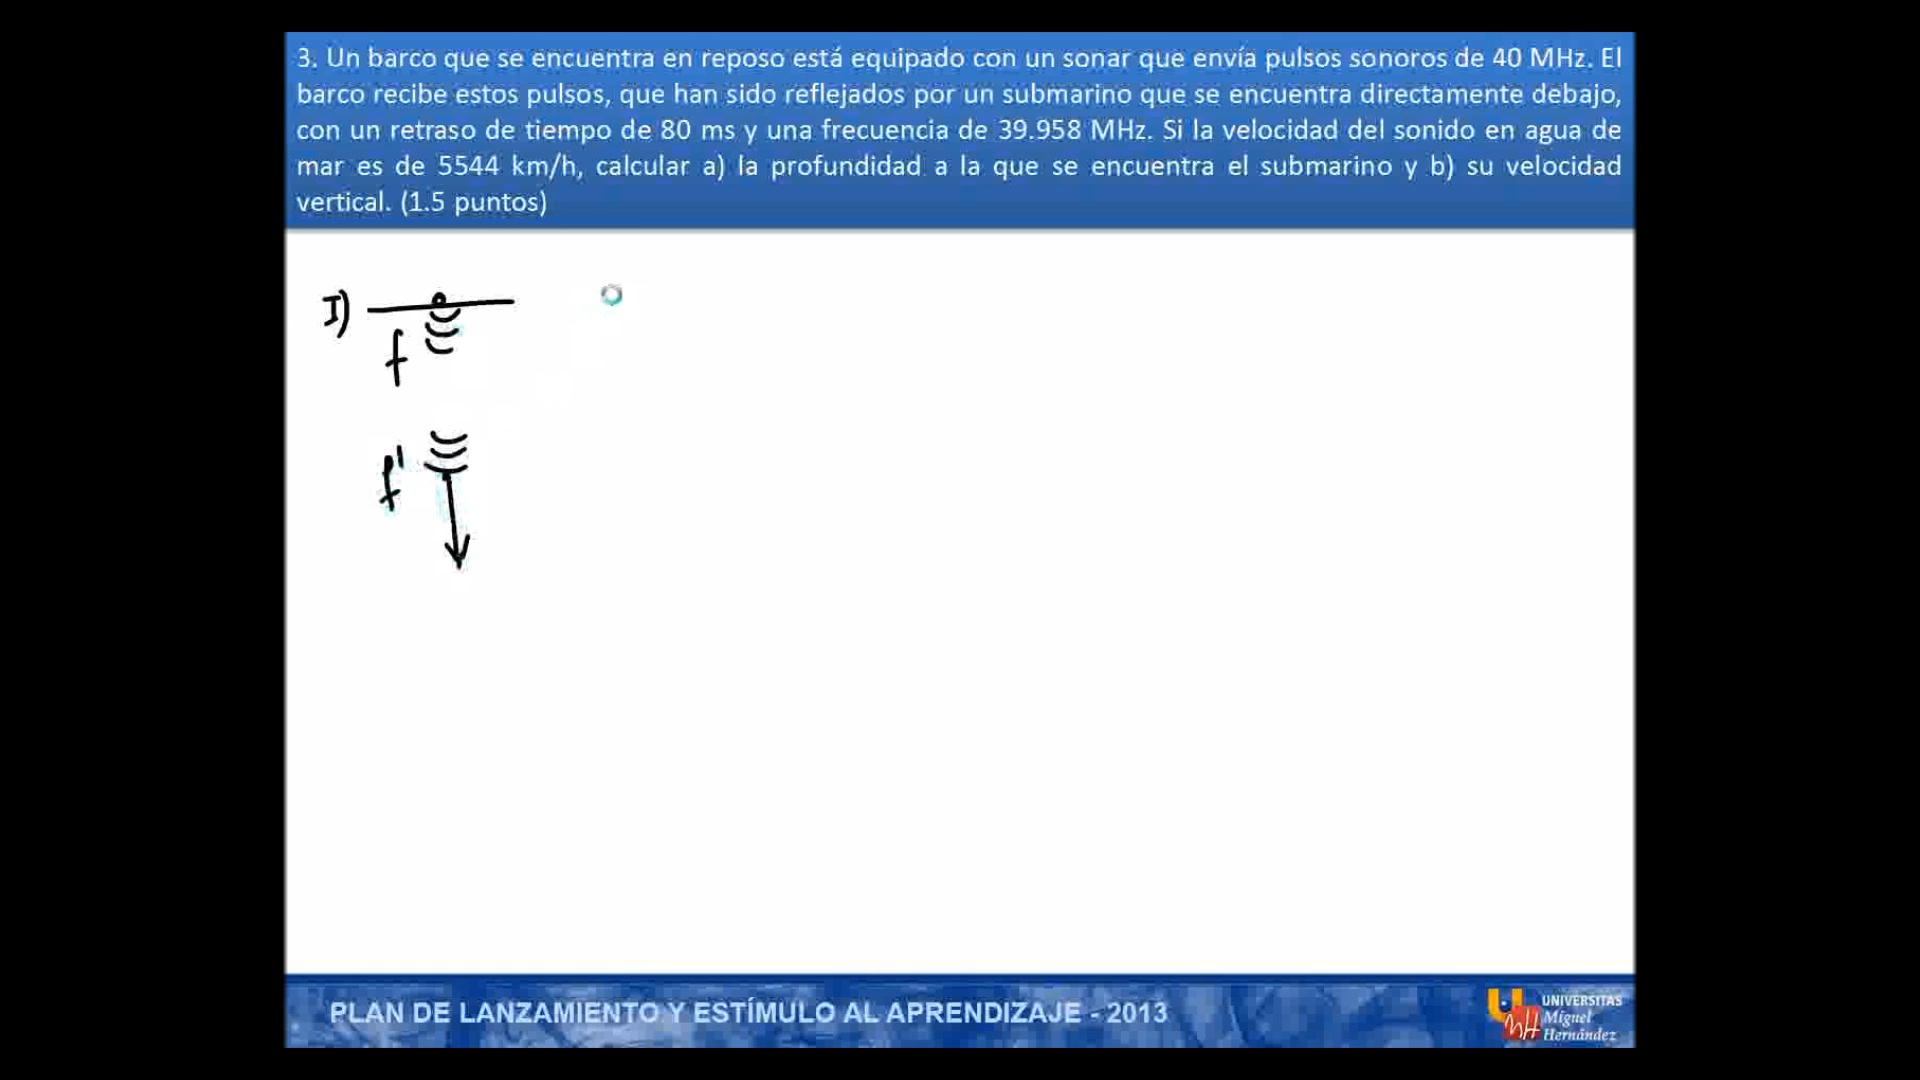 3. Un barco que se encuentra en reposo está equipado con un sonar que envía pulsos sonoros de 40 MHz. El
barco recibe estos pulsos, que han sido reflejados por un submarino que se encuentra directamente debajo,
con un retraso de tiempo de 80 ms y una frecuencia de 39.958 MHz. Si la velocidad del sonido en agua de
mar es de 5544 km/h, calcular a) la profundidad a la que se encuentra el submarino y b) su velocidad
vertical. (1.5 puntos)
I)
f
f'
PLAN DE LANZAMIENTO Y ESTÍMULO AL APRENDIZAJE - 2013
UNIVERSITAS
Miguel
Hernández